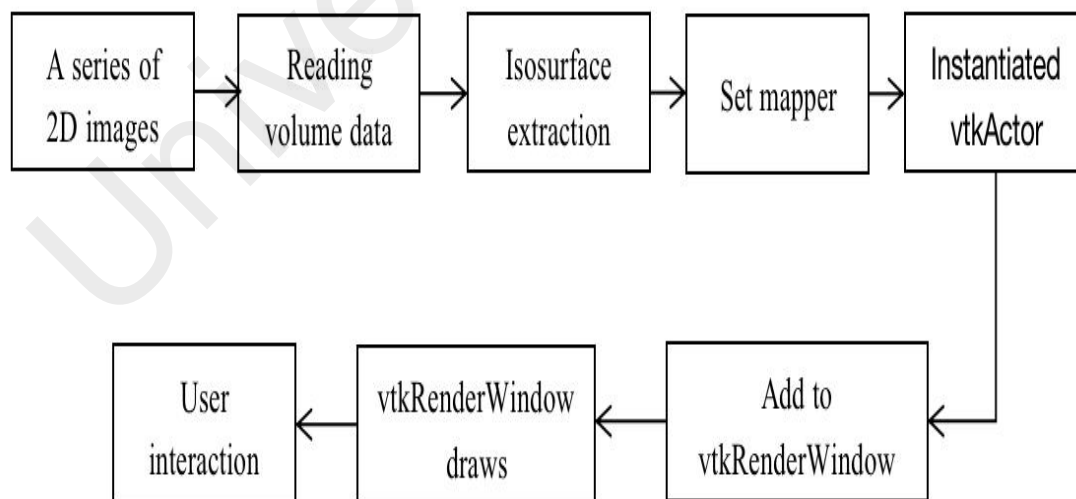 A series of
2D images
Reading
volume data
Isosurface
extraction
Set mapper
Instantiated
vtkActor
Add to
vtkRenderWindow
vtkRenderWindow
draws
User
interaction